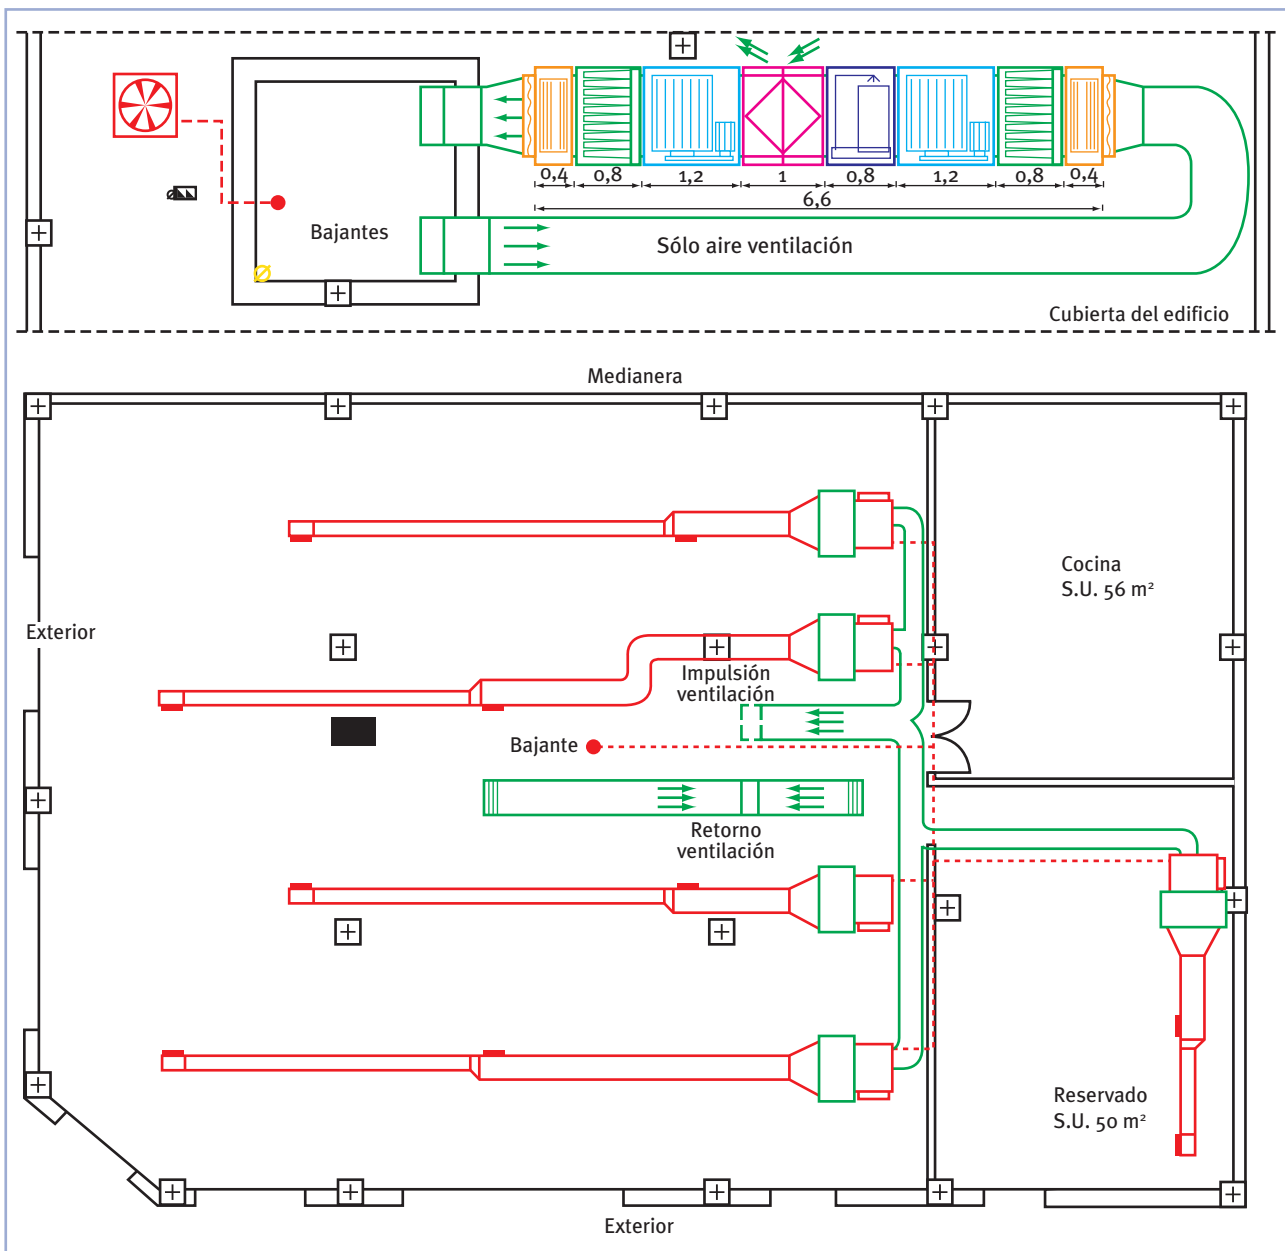 0,4
0,8
1,2
1
0,8
1,2
0,8
0,4
6,6
Bajantes
Sólo aire ventilación
Cubierta del edificio
Medianera
Cocina
S.U. 56 m²
Exterior
Impulsión
ventilación
Bajante
Retorno
ventilación
Reservado
S.U. 50 m²
Exterior